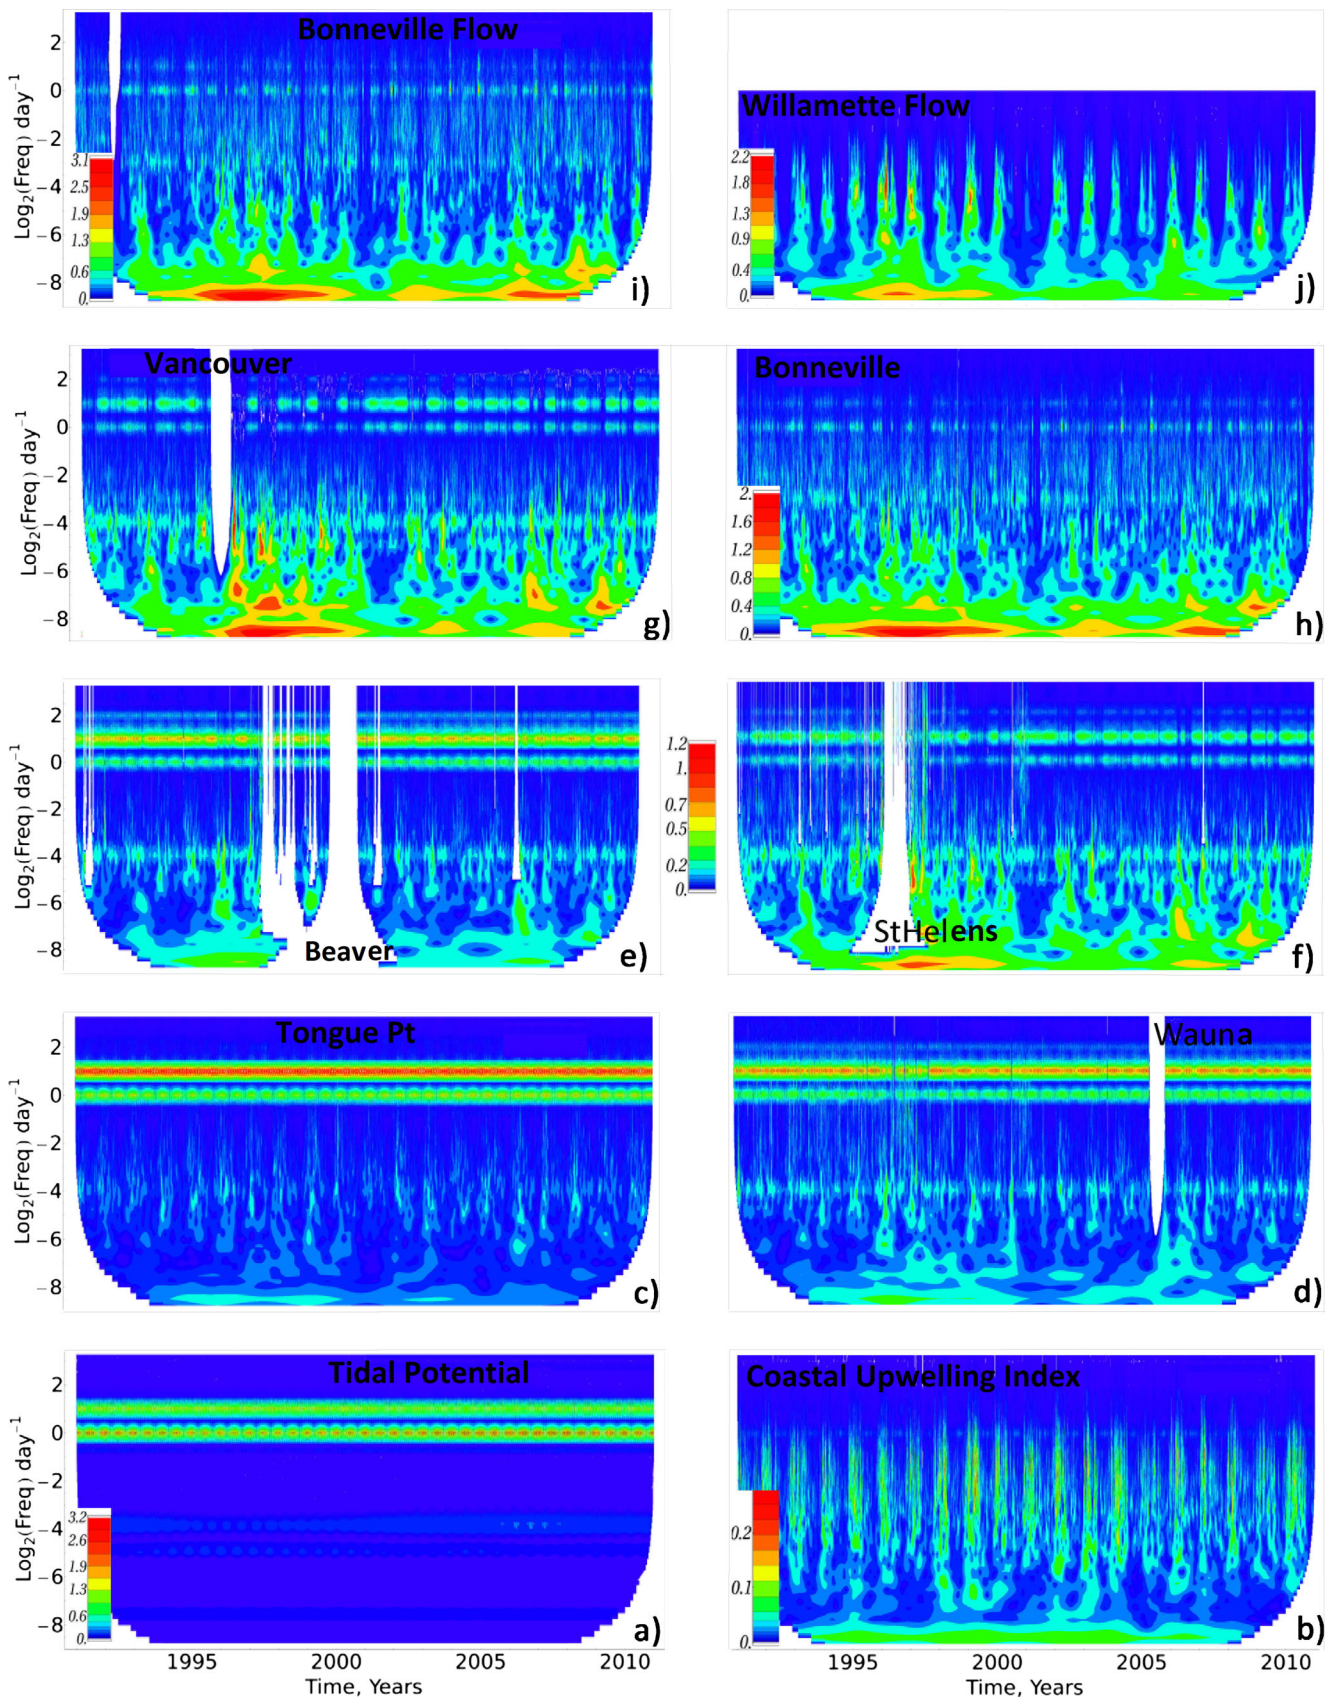 Bonneville Flow
2
0
−2
−4
−6
−8
Log₂(Freq) day⁻¹
3.1
2.5
1.9
1.3
0.6
0.
i)
Willamette Flow
2.2
1.8
1.3
0.9
0.4
0.
j)
Vancouver
2
0
−2
−4
−6
−8
Log₂(Freq) day⁻¹
g)
Bonneville
2.
1.6
1.2
0.8
0.4
0.
h)
2
0
−2
−4
−6
−8
Log₂(Freq) day⁻¹
Beaver
e)
1.2
1.
0.7
0.5
0.2
0.
StHelens
f)
Tongue Pt
2
0
−2
−4
−6
−8
Log₂(Freq) day⁻¹
c)
Wauna
d)
Tidal Potential
2
0
−2
−4
−6
−8
Log₂(Freq) day⁻¹
3.2
2.6
1.9
1.3
0.6
0.
a)
1995 2000 2005 2010
Time, Years
Coastal Upwelling Index
0.2
0.1
0.
b)
1995 2000 2005 2010
Time, Years